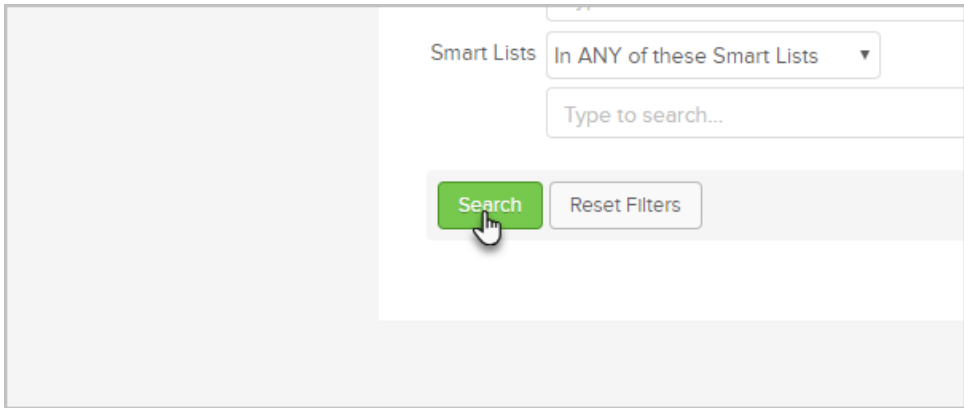 Smart Lists In ANY of these Smart Lists
Type to search...
Search Reset Filters